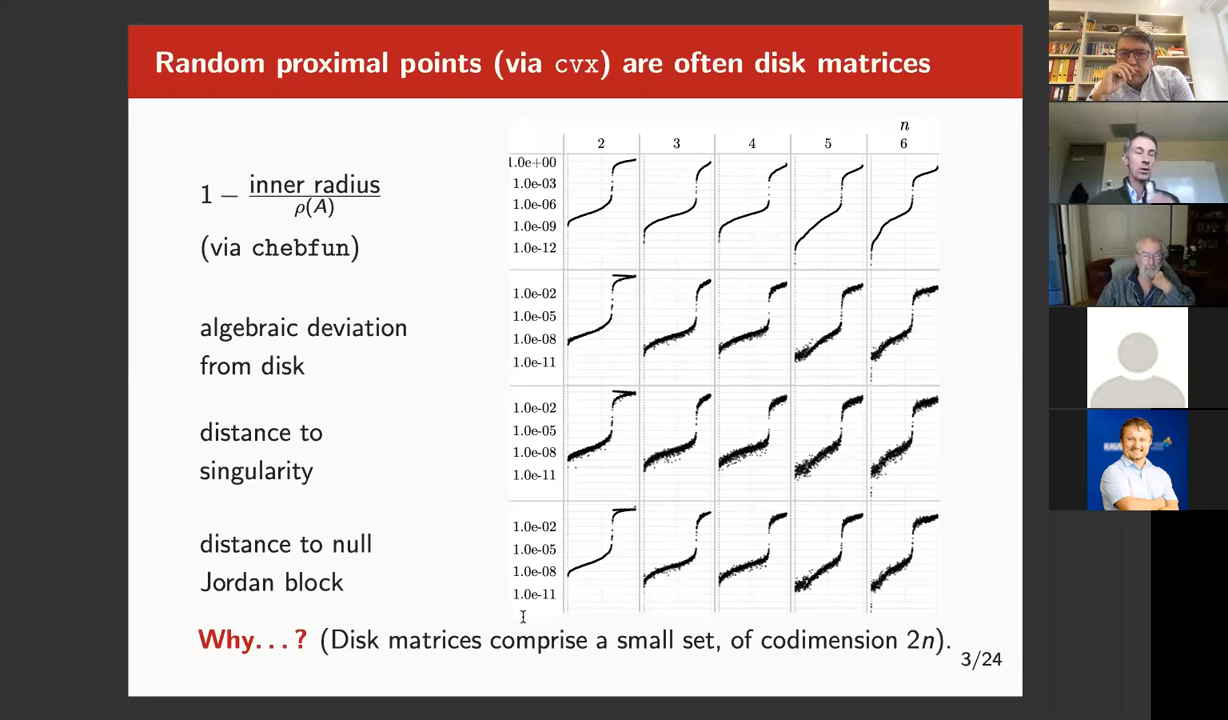 Random proximal points (via cvx) are often disk matrices
n
2 3 4 5 6
1 − inner radius / ρ(A)
(via chebfun)
1.0e+00
1.0e-03
1.0e-06
1.0e-09
1.0e-12
algebraic deviation
from disk
1.0e-02
1.0e-05
1.0e-08
1.0e-11
distance to
singularity
1.0e-02
1.0e-05
1.0e-08
1.0e-11
distance to null
Jordan block
1.0e-02
1.0e-05
1.0e-08
1.0e-11
Why...? (Disk matrices comprise a small set, of codimension 2n).
3/24